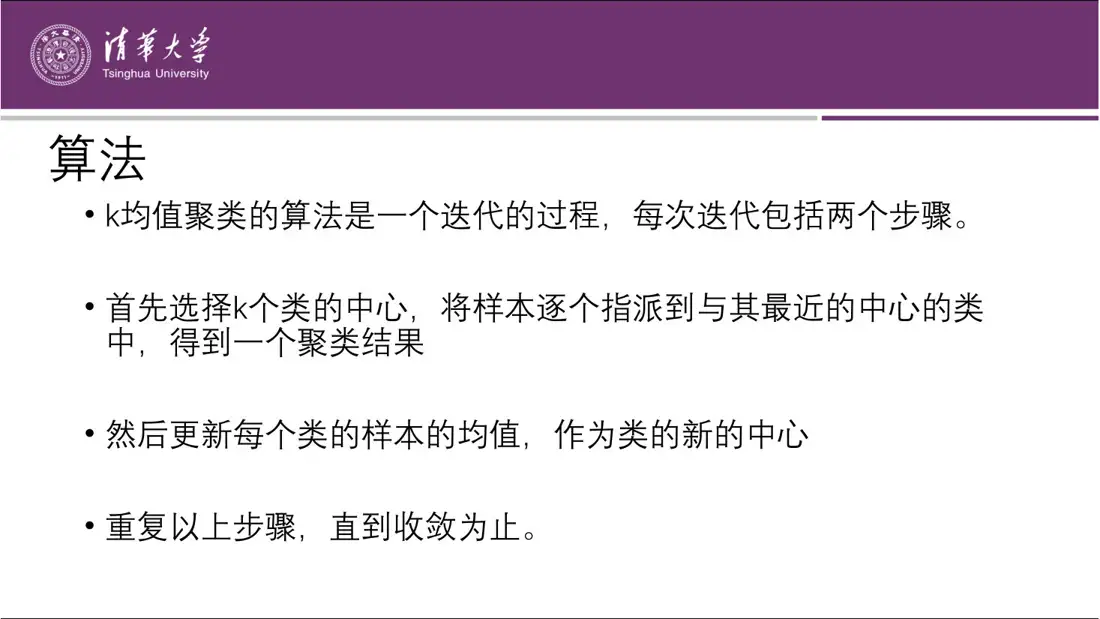 清华大学
Tsinghua University
算法
• k均值聚类的算法是一个迭代的过程，每次迭代包括两个步骤。
• 首先选择k个类的中心，将样本逐个指派到与其最近的中心的类
中，得到一个聚类结果
• 然后更新每个类的样本的均值，作为类的新的中心
• 重复以上步骤，直到收敛为止。